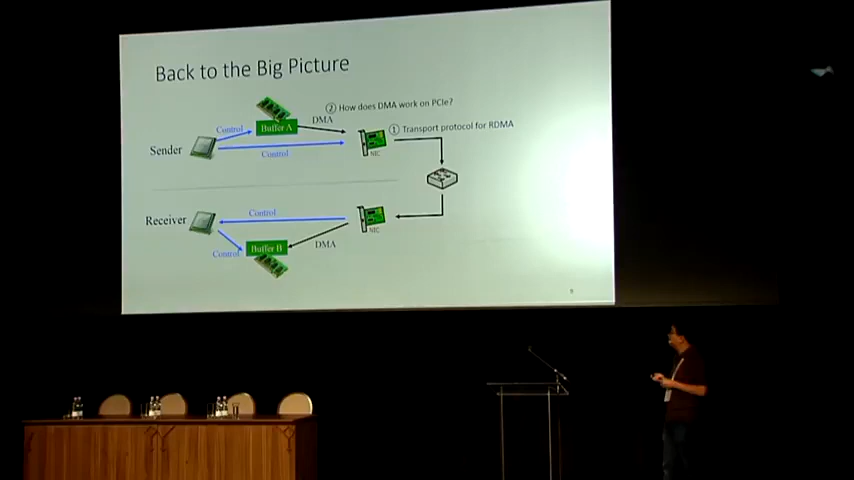 Back to the Big Picture
② How does DMA work on PCIe?
DMA
① Transport protocol for RDMA
Control
Buffer A
Sender
Control
NIC
Receiver
Control
NIC
Control
Buffer B
DMA
9